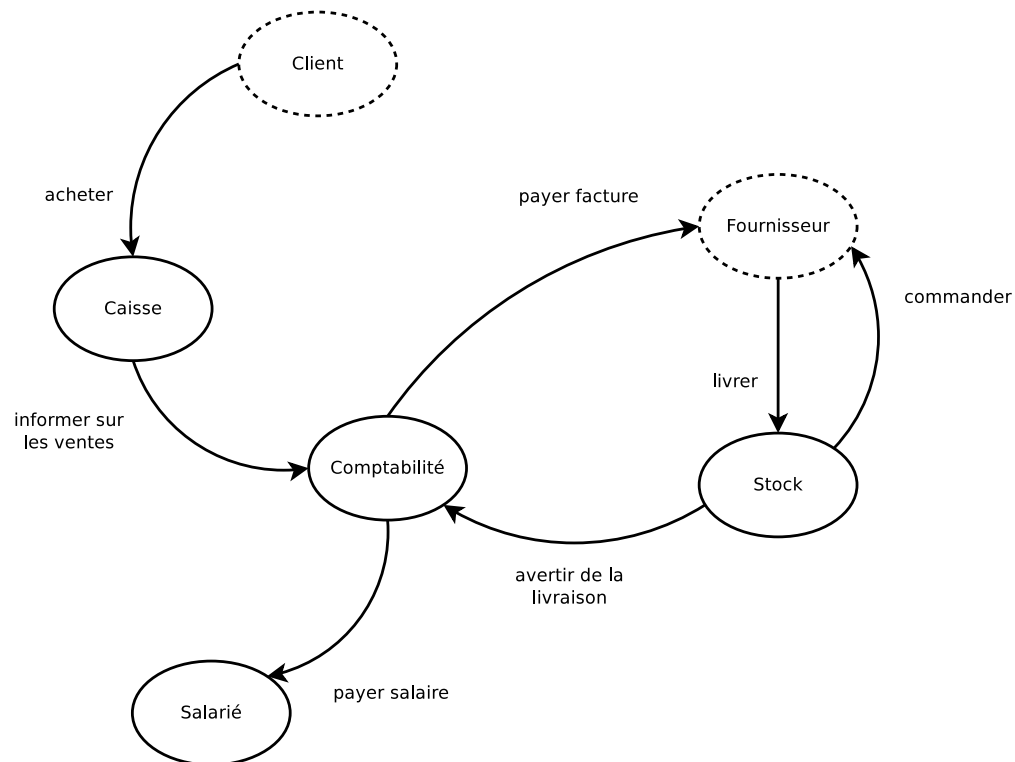 Client
acheter
payer facture
Fournisseur
Caisse
commander
livrer
informer sur
les ventes
Comptabilité
Stock
avertir de la
livraison
payer salaire
Salarié